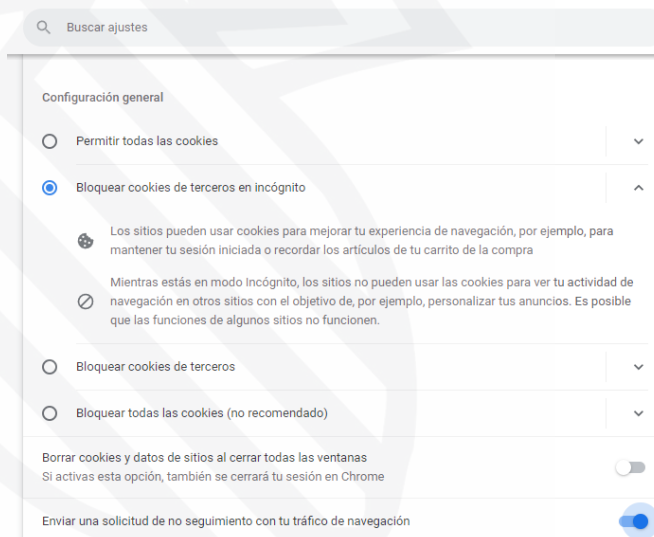 Buscar ajustes
Configuración general
Permitir todas las cookies
Bloquear cookies de terceros en incógnito
Los sitios pueden usar cookies para mejorar tu experiencia de navegación, por ejemplo, para
mantener tu sesión iniciada o recordar los artículos de tu carrito de la compra
Mientras estás en modo Incógnito, los sitios no pueden usar las cookies para ver tu actividad de
navegación en otros sitios con el objetivo de, por ejemplo, personalizar tus anuncios. Es posible
que las funciones de algunos sitios no funcionen.
Bloquear cookies de terceros
Bloquear todas las cookies (no recomendado)
Borrar cookies y datos de sitios al cerrar todas las ventanas
Si activas esta opción, también se cerrará tu sesión en Chrome
Enviar una solicitud de no seguimiento con tu tráfico de navegación